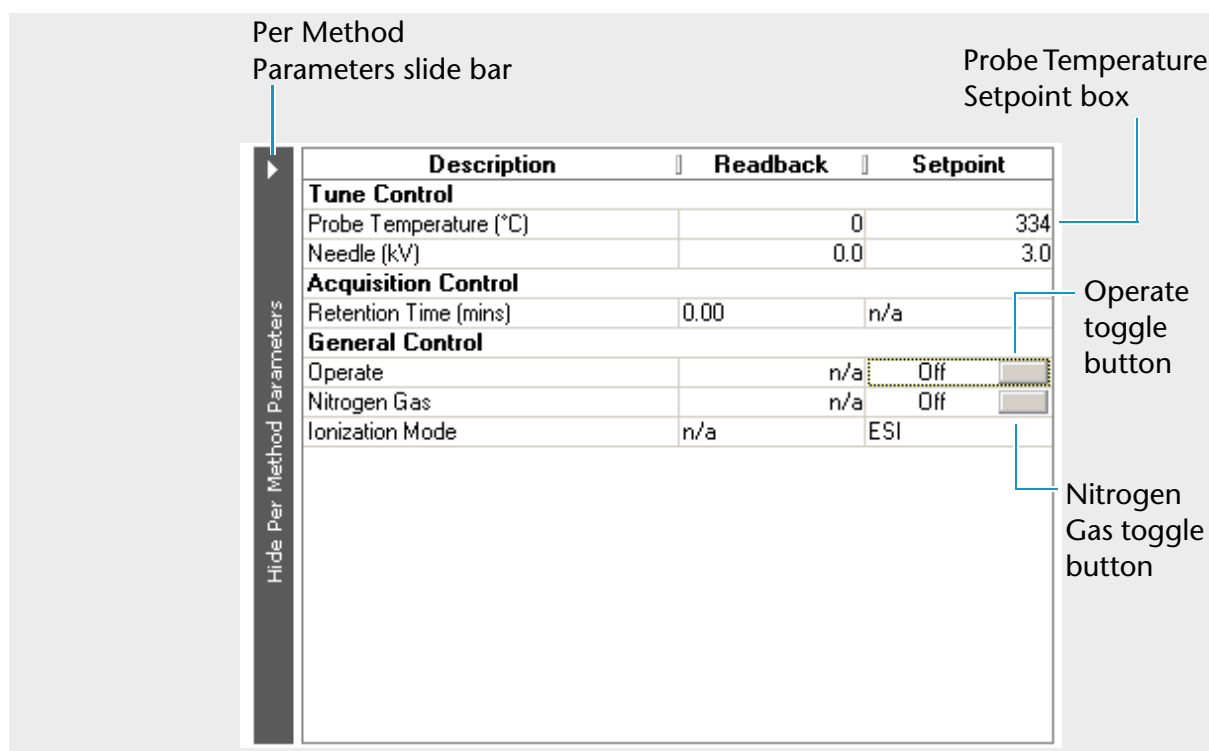 Per Method
Parameters slide bar
Probe Temperature
Setpoint box
Description Readback Setpoint
Tune Control
Probe Temperature (°C) 0 334
Needle (kV) 0.0 3.0
Acquisition Control
Retention Time (mins) 0.00 n/a
General Control
Operate n/a Off
Nitrogen Gas n/a Off
Ionization Mode n/a ESI
Hide Per Method Parameters
Operate
toggle
button
Nitrogen
Gas toggle
button